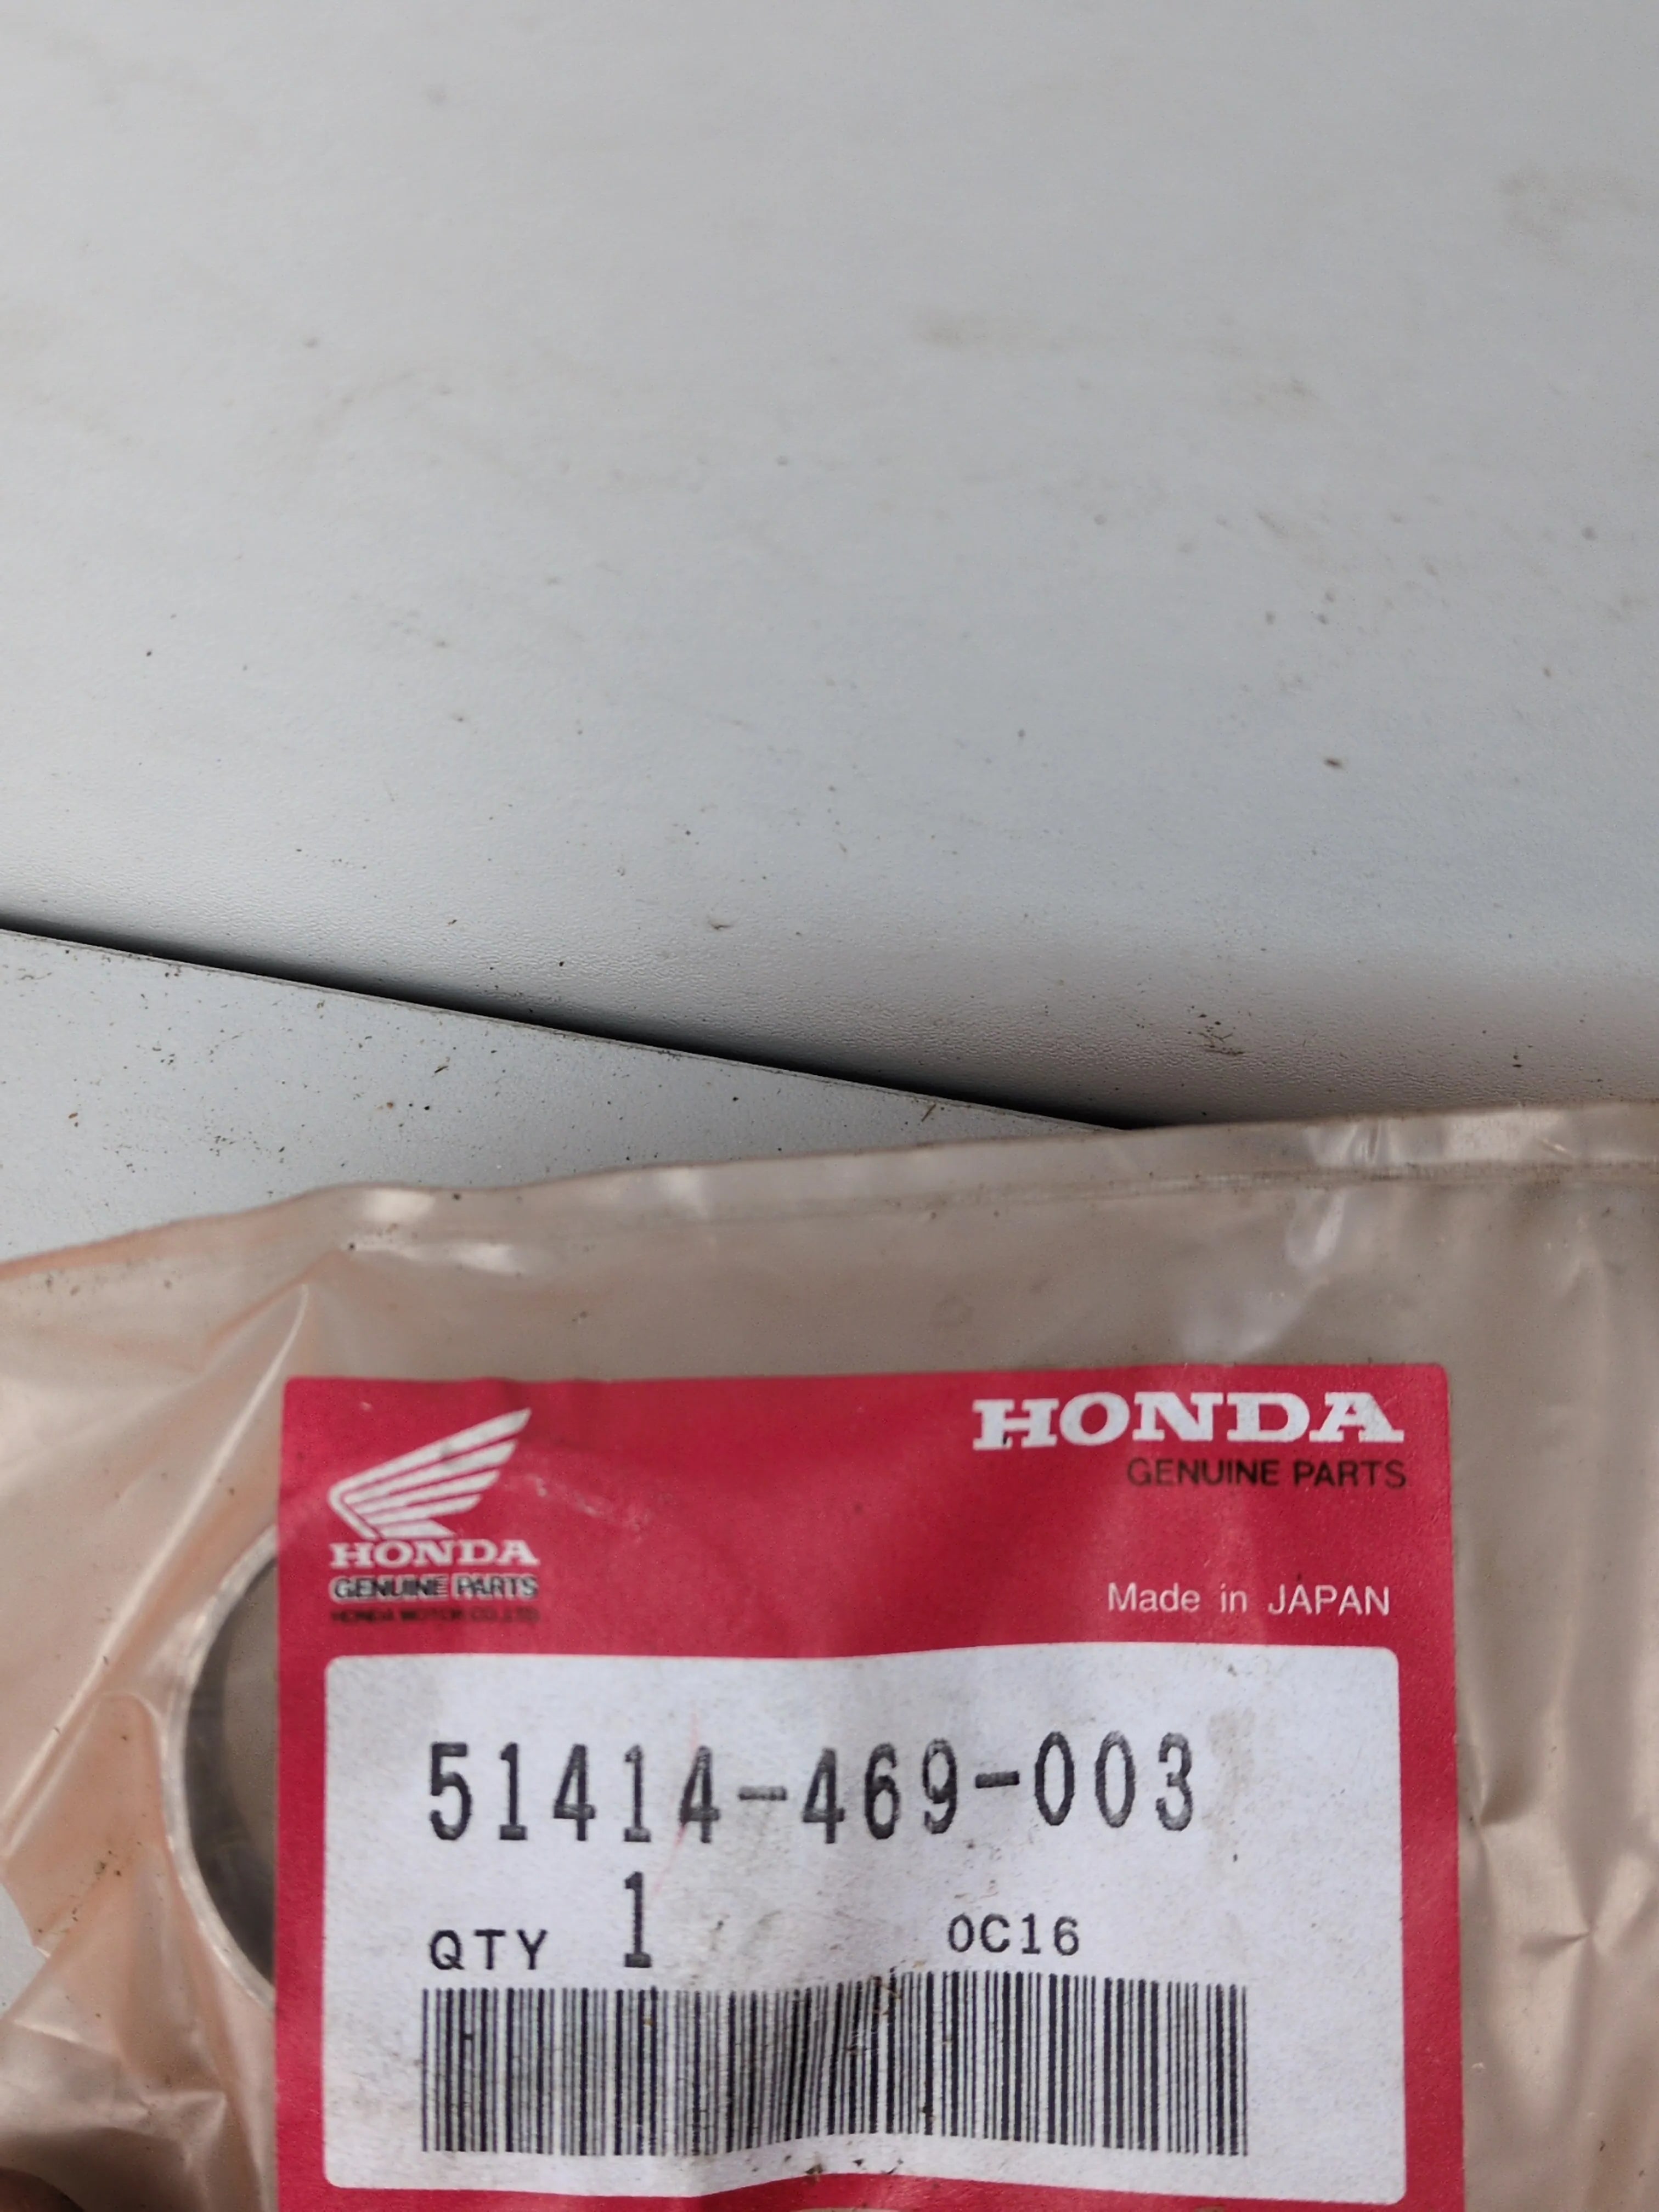 HONDA
GENUINE PARTS
HONDA
GENUINE PARTS
HONDA MOTOR CO.,LTD
Made in JAPAN
51414-469-003
QTY 1 0C16